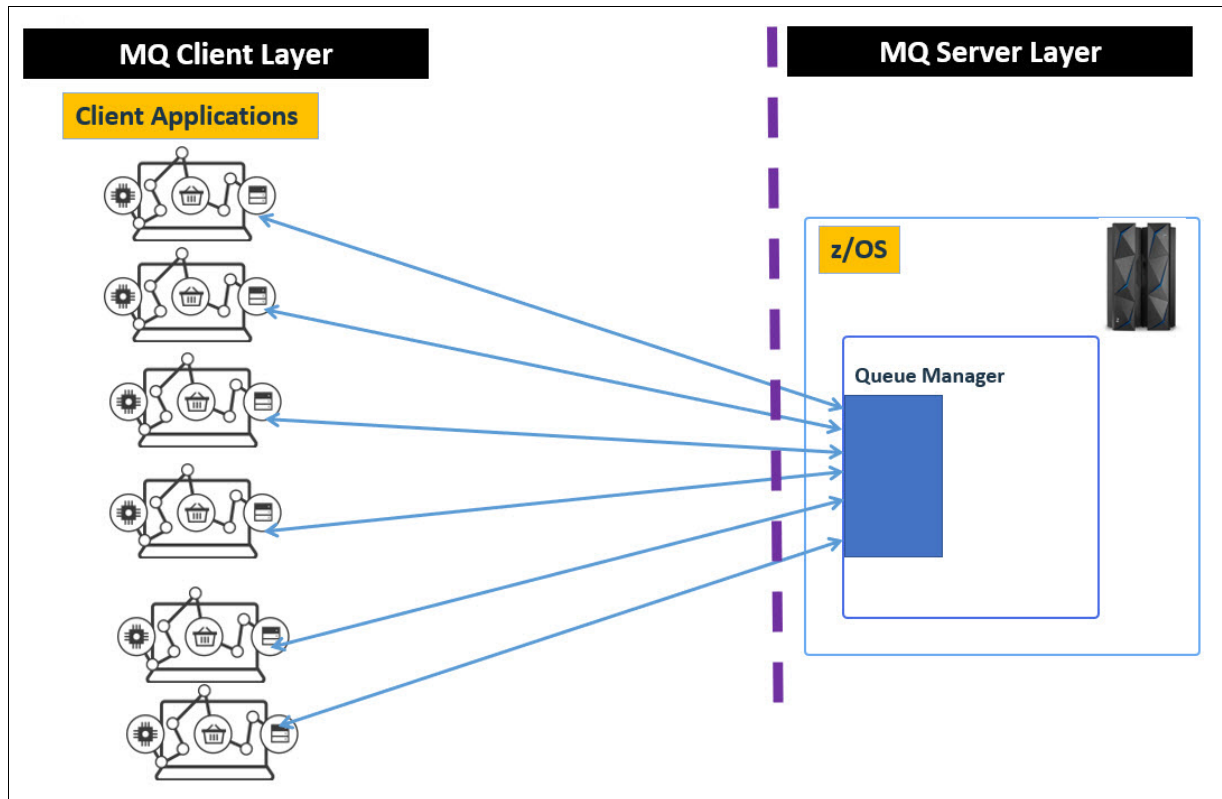 MQ Client Layer
MQ Server Layer
Client Applications
z/OS
Queue Manager